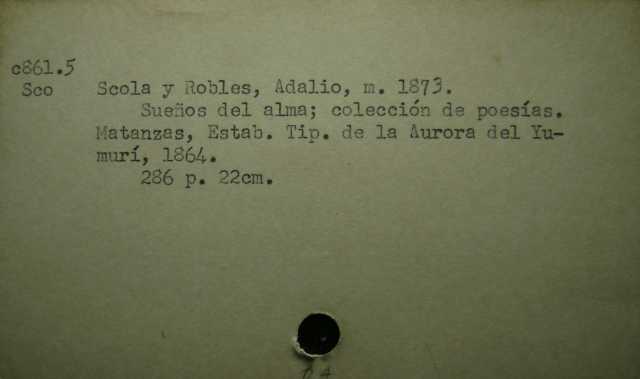 c861.5
Sco Scola y Robles, Adalio, m. 1873.
Sueños del alma; colección de poesías.
Matanzas, Estab. Tip. de la Aurora del Yu-
murí, 1864.
286 p. 22cm.